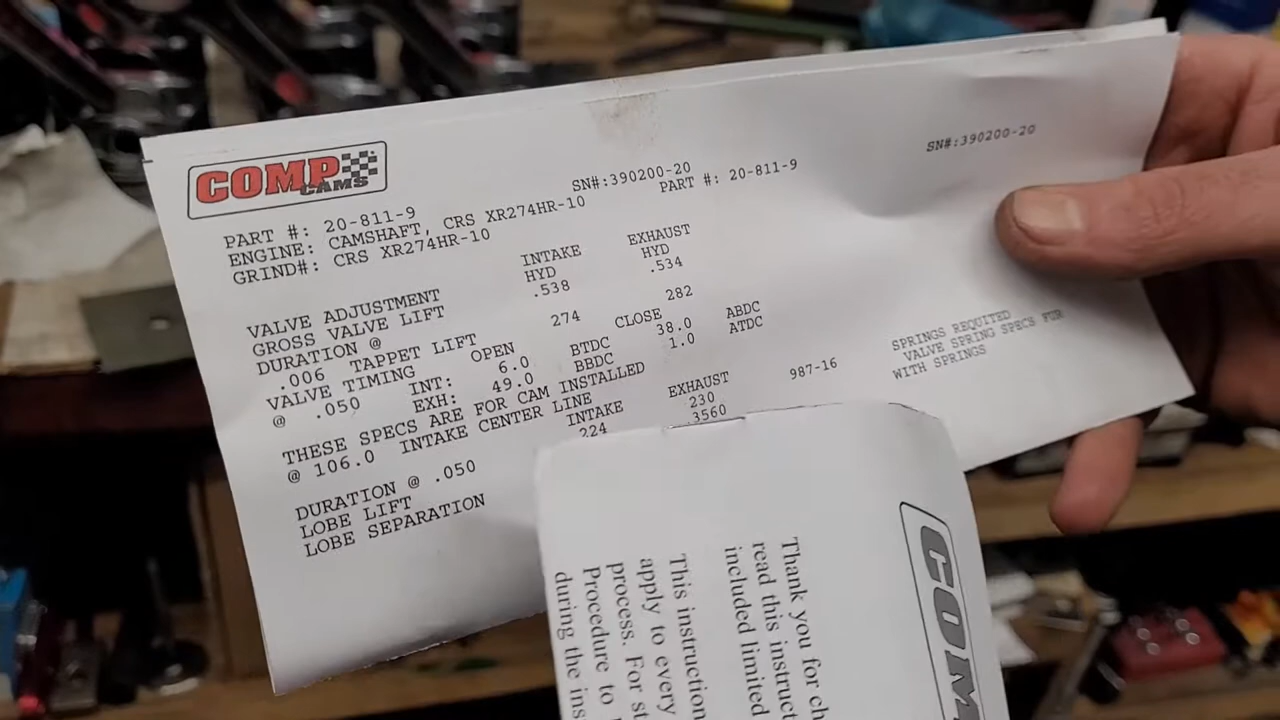 COMP
CAMS
SN#:390200-20
SN#:390200-20
PART #: 20-811-9
PART #: 20-811-9
ENGINE: CAMSHAFT, CRS XR274HR-10
GRIND#: CRS XR274HR-10
INTAKE EXHAUST
VALVE ADJUSTMENT HYD HYD
GROSS VALVE LIFT .538 .534
DURATION @
.006 TAPPET LIFT 274 282
VALVE TIMING OPEN CLOSE
@ .050 INT: 6.0 BTDC 38.0 ABDC
EXH: 49.0 BBDC 1.0 ATDC
THESE SPECS ARE FOR CAM INSTALLED
@ 106.0 INTAKE CENTER LINE
INTAKE EXHAUST 987-16
DURATION @ .050 224 230
LOBE LIFT .3560
LOBE SEPARATION
SPRINGS REQUITED
VALVE SPRING SPECS FUR
WITH SPRINGS
COM
Thank you for ch
read this instruct
included limited
This instruction
apply to every
process. For st
Procedure to
during the ins